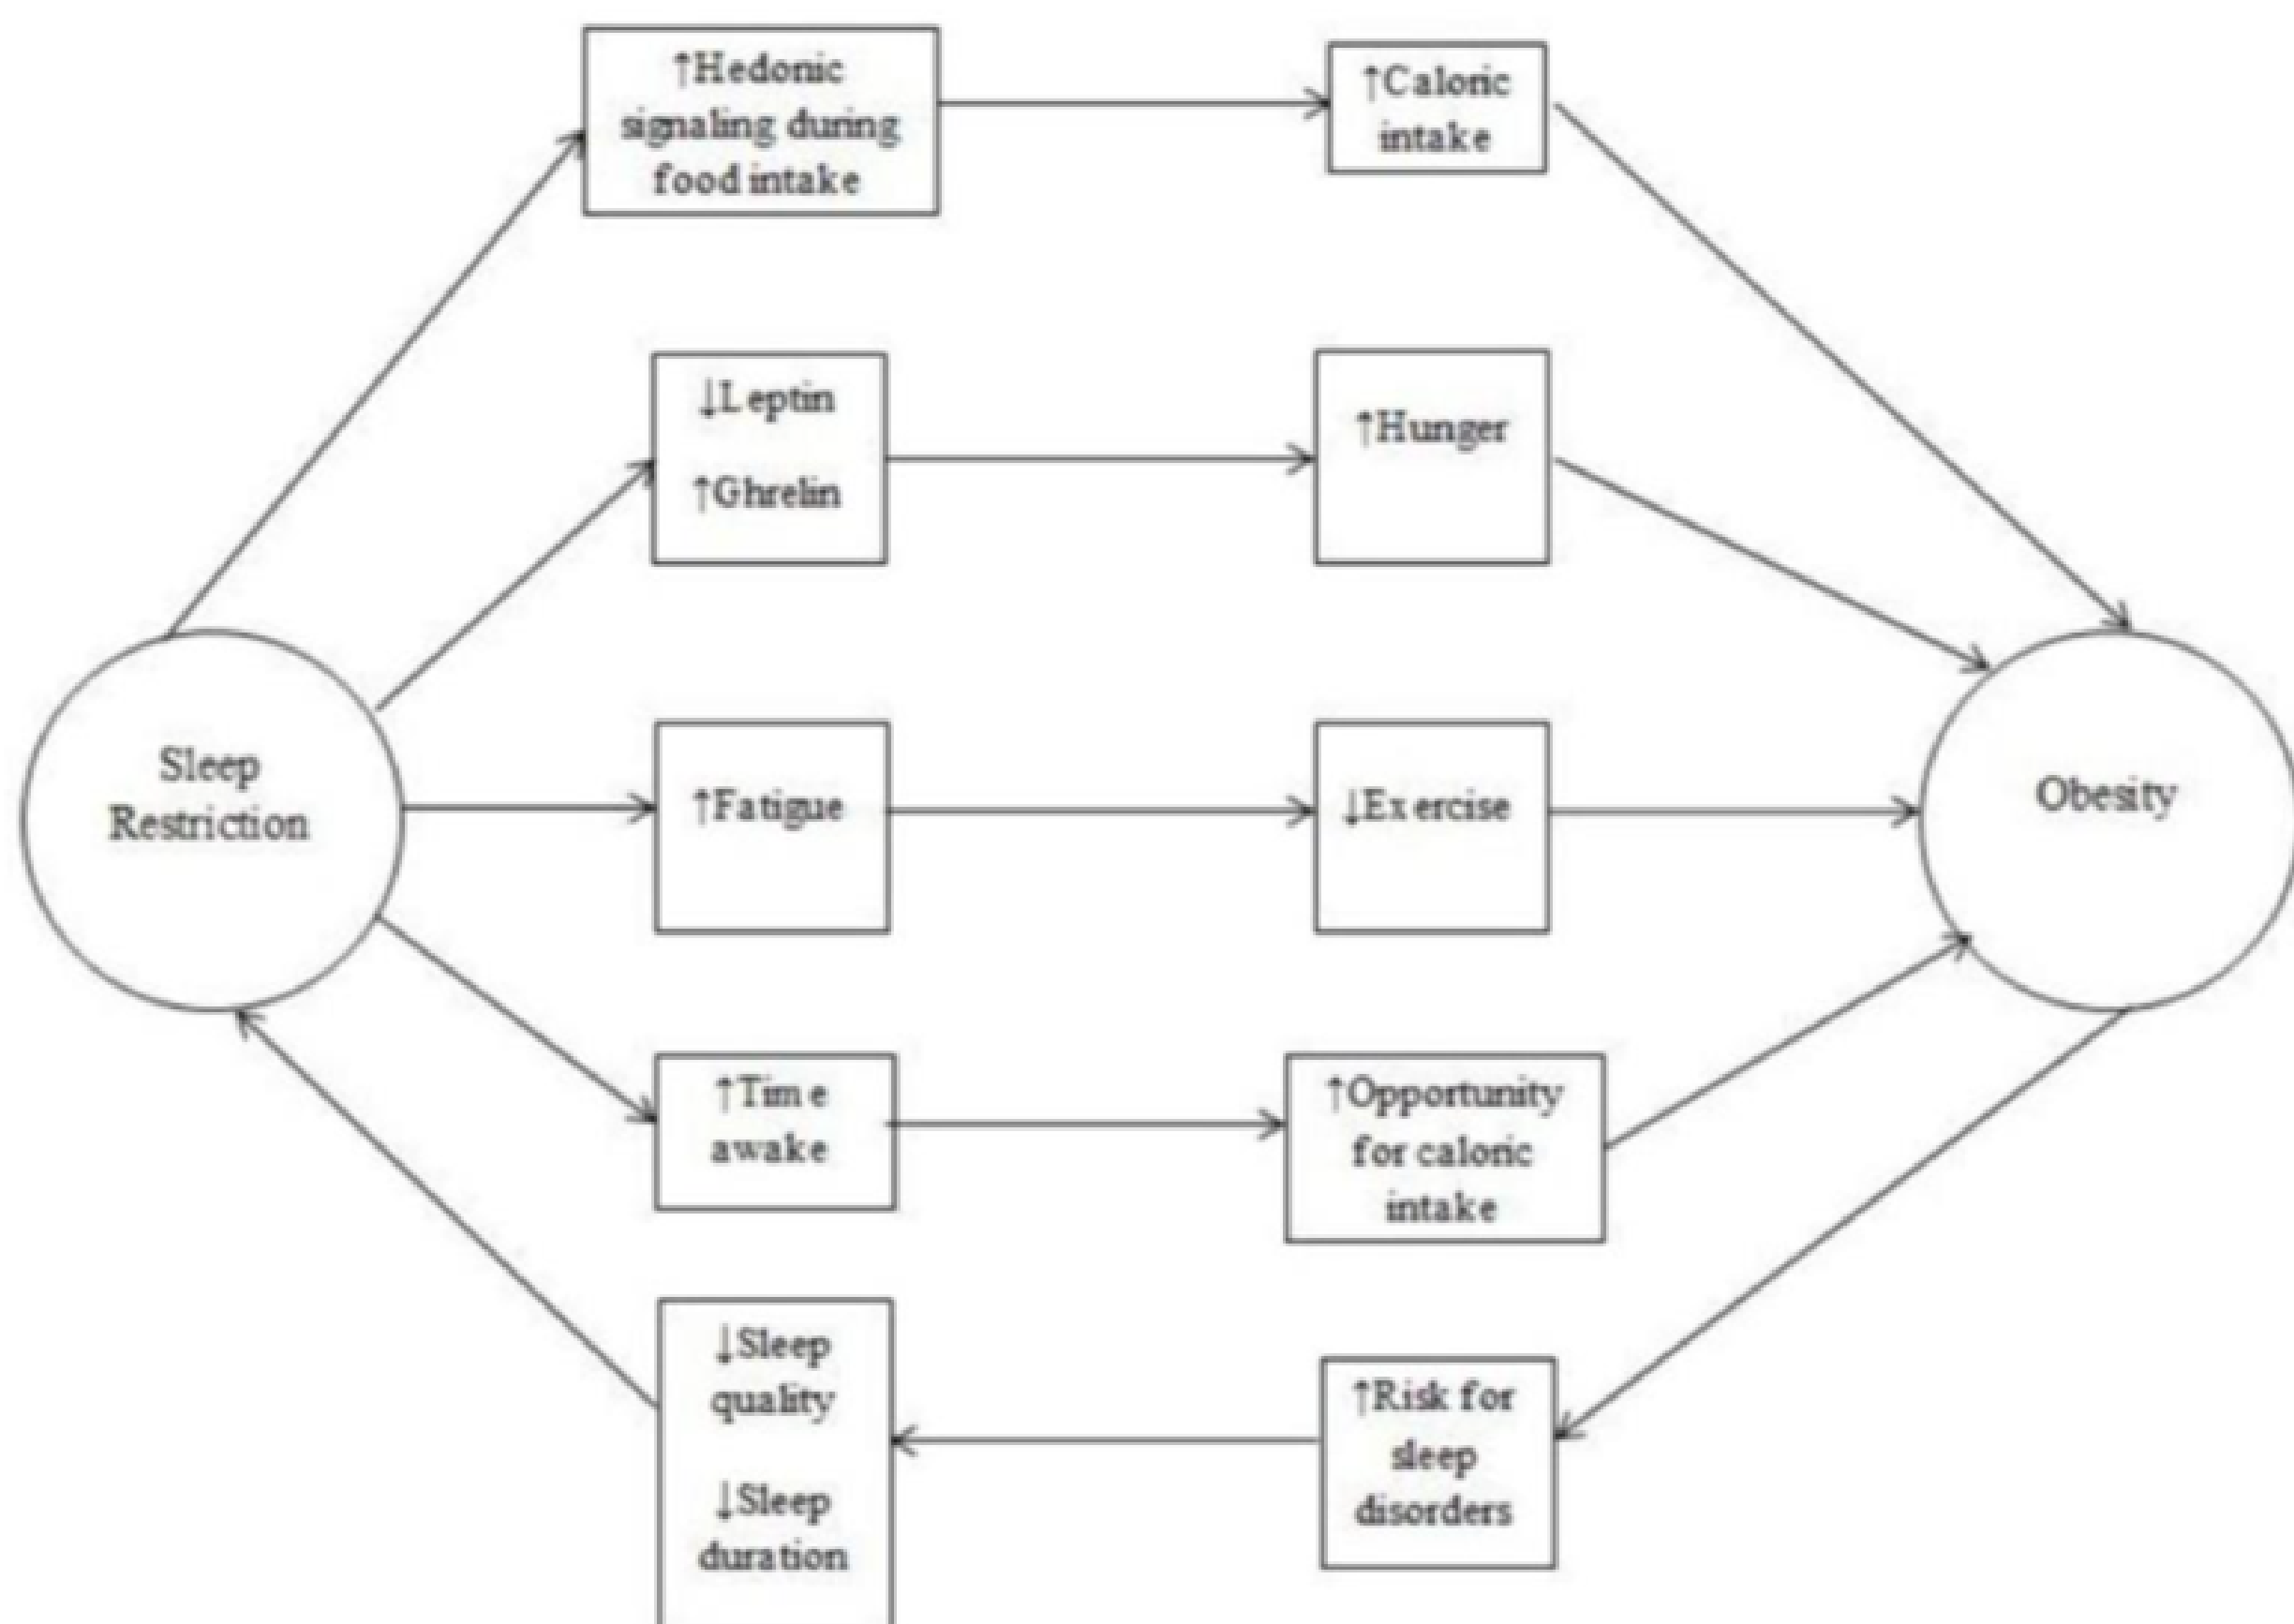 ↑Hedonic
signaling during
food intake
↑Caloric
intake
↓Leptin
↑Ghrelin
↑Hunger
Sleep
Restriction
↑Fatigue
↓Exercise
Obesity
↑Time
awake
↑Opportunity
for caloric
intake
↓Sleep
quality
↓Sleep
duration
↑Risk for
sleep
disorders